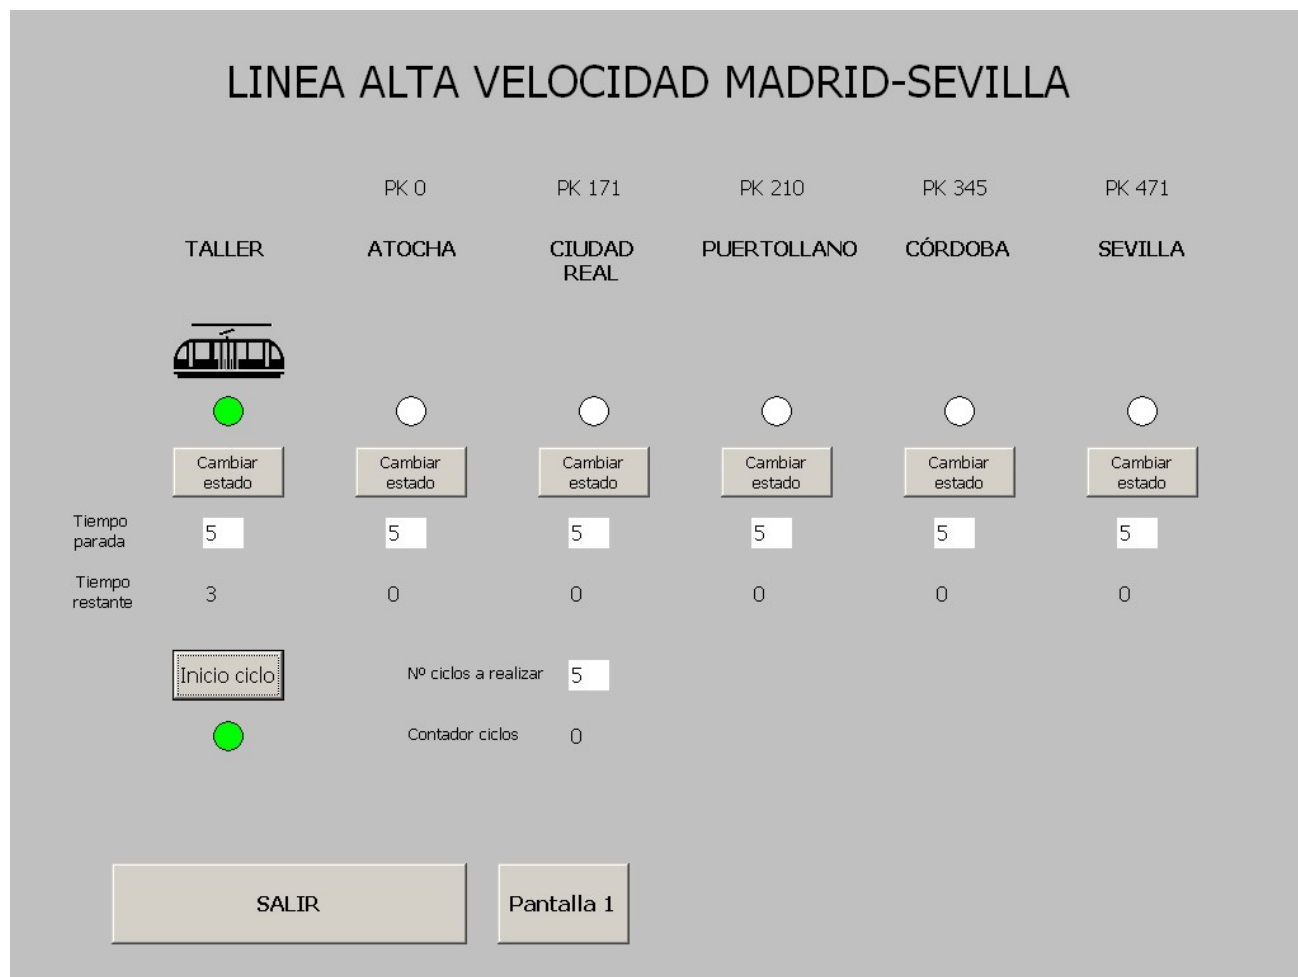 LINEA ALTA VELOCIDAD MADRID-SEVILLA
PK 0 PK 171 PK 210 PK 345 PK 471
TALLER ATOCHA CIUDAD PUERTOLLANO CÓRDOBA SEVILLA
REAL
Cambiar Cambiar Cambiar Cambiar Cambiar Cambiar
estado estado estado estado estado estado
Tiempo
parada 5 5 5 5 5 5
Tiempo
restante 3 0 0 0 0 0
Inicio ciclo Nº ciclos a realizar 5
Contador ciclos 0
SALIR Pantalla 1